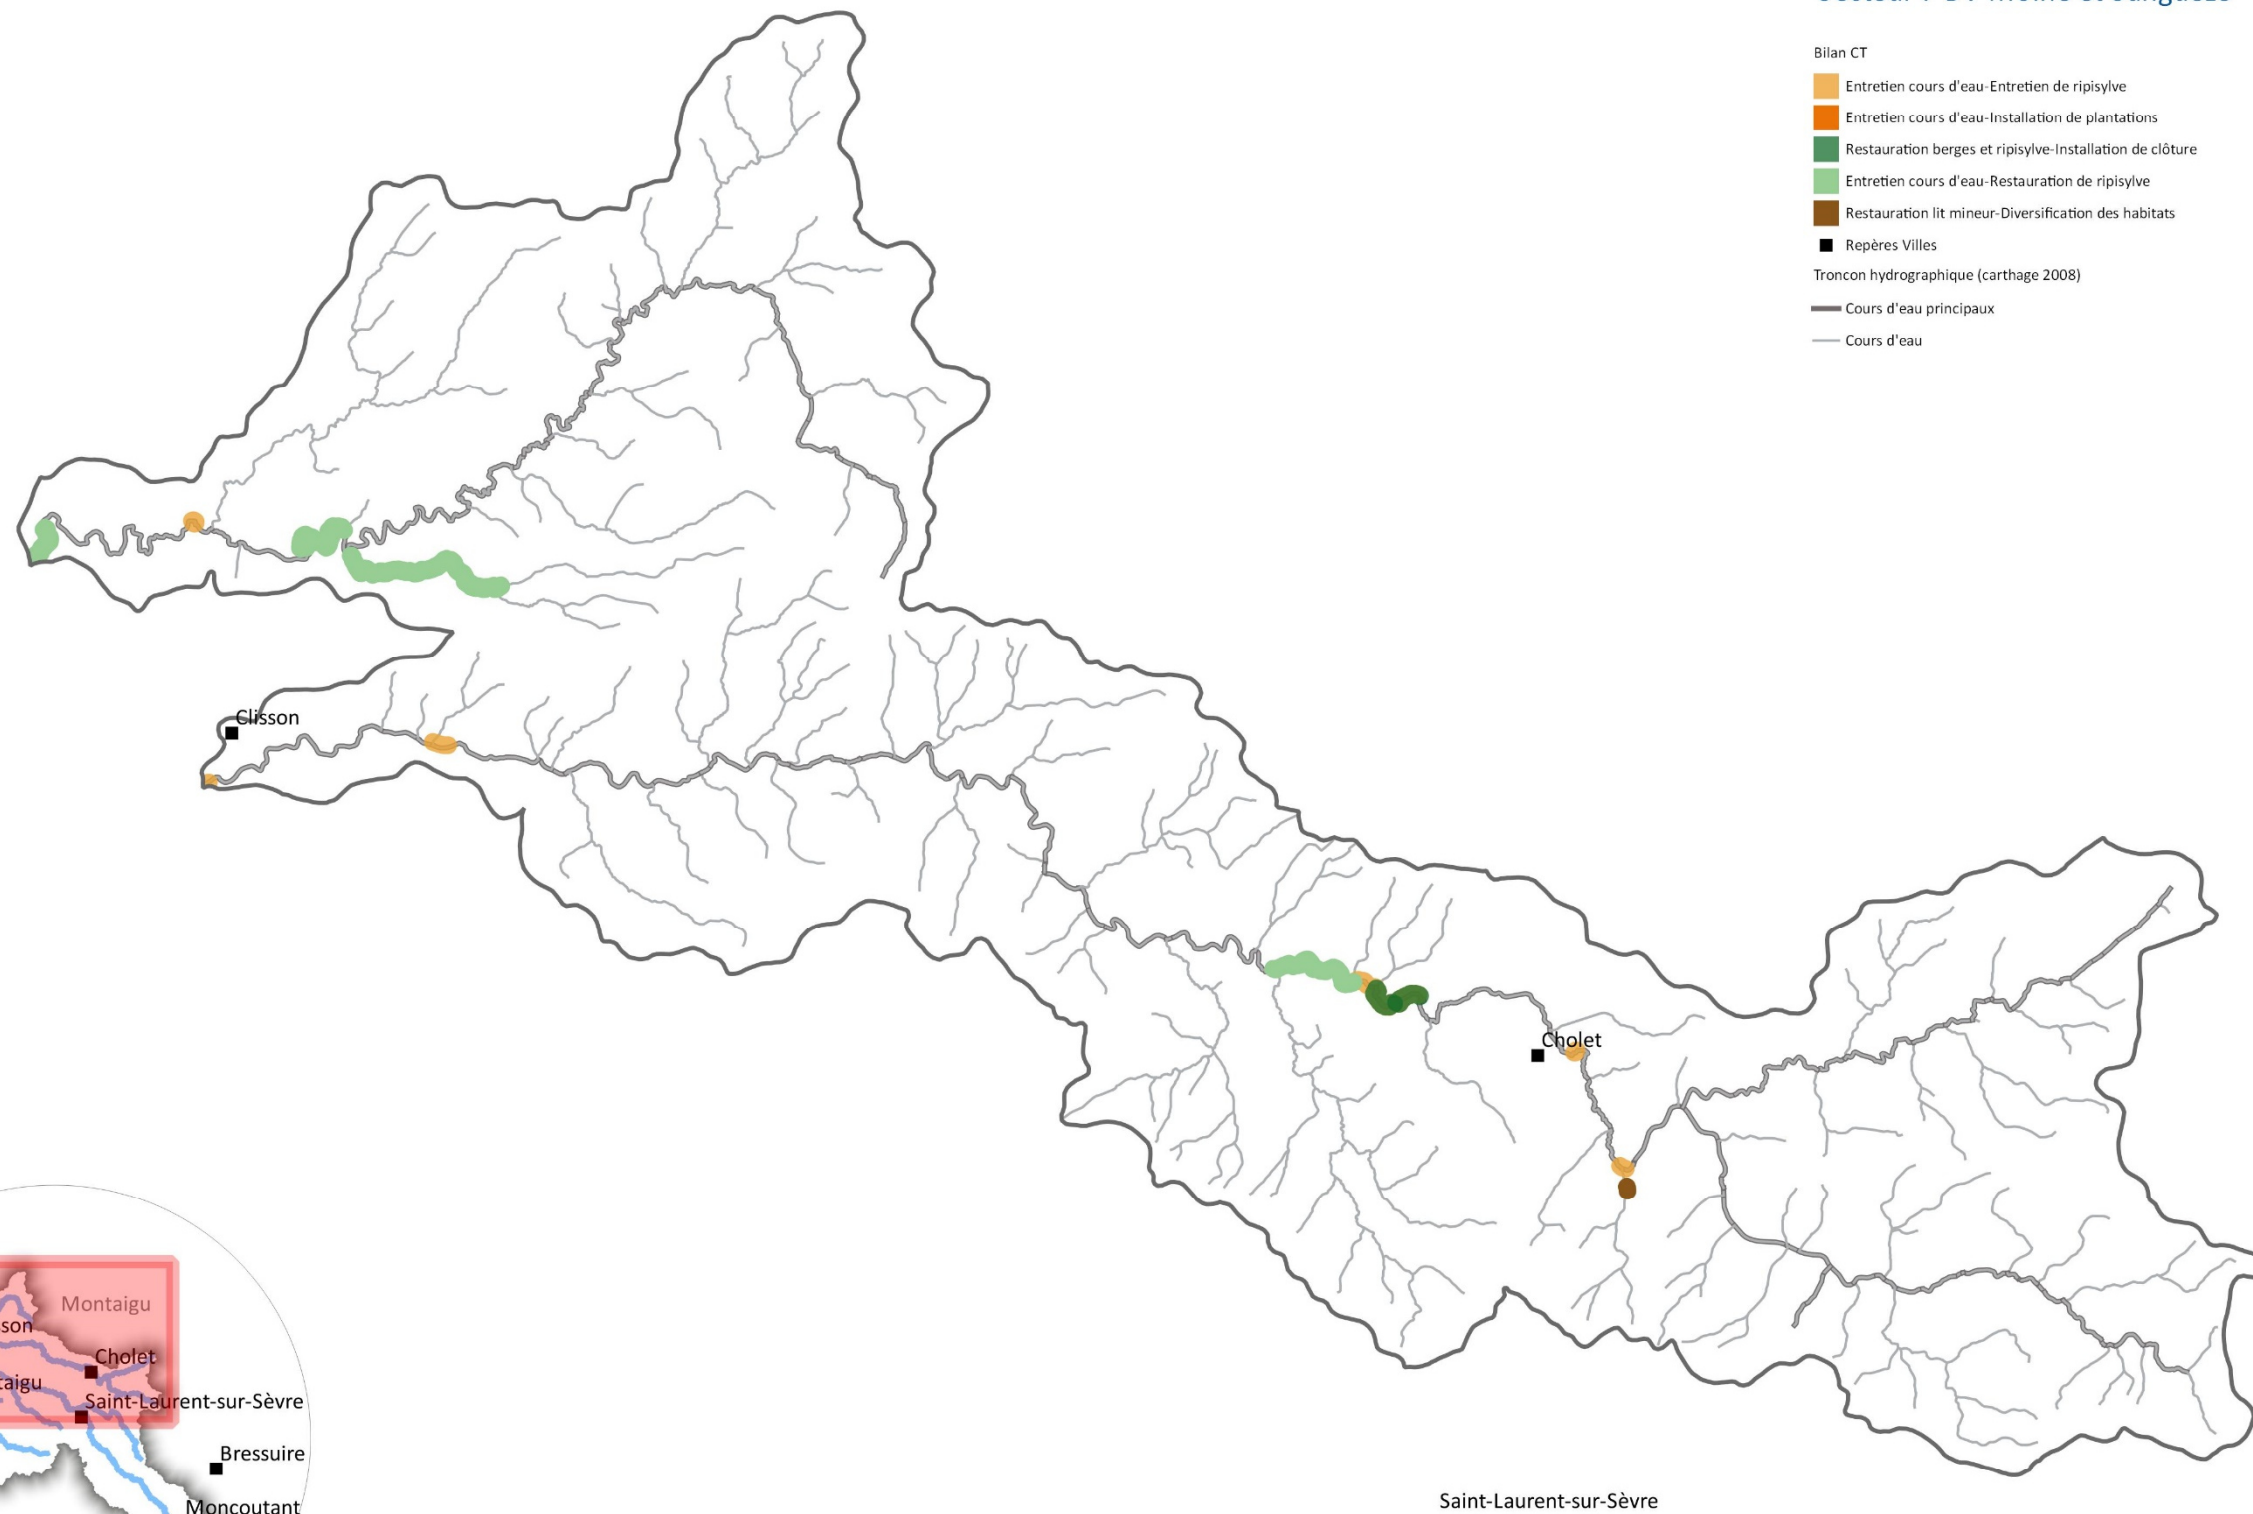 Bilan CT
Entretien cours d'eau-Entretien de ripisylve
Entretien cours d'eau-Installation de plantations
Restauration berges et ripisylve-Installation de clôture
Entretien cours d'eau-Restauration de ripisylve
Restauration lit mineur-Diversification des habitats
Repères Villes
Troncon hydrographique (carthage 2008)
Cours d'eau principaux
Cours d'eau
Clisson
Cholet
Montaigu
sson
Cholet
taigu
Saint-Laurent-sur-Sèvre
Bressuire
Moncoutant
Saint-Laurent-sur-Sèvre